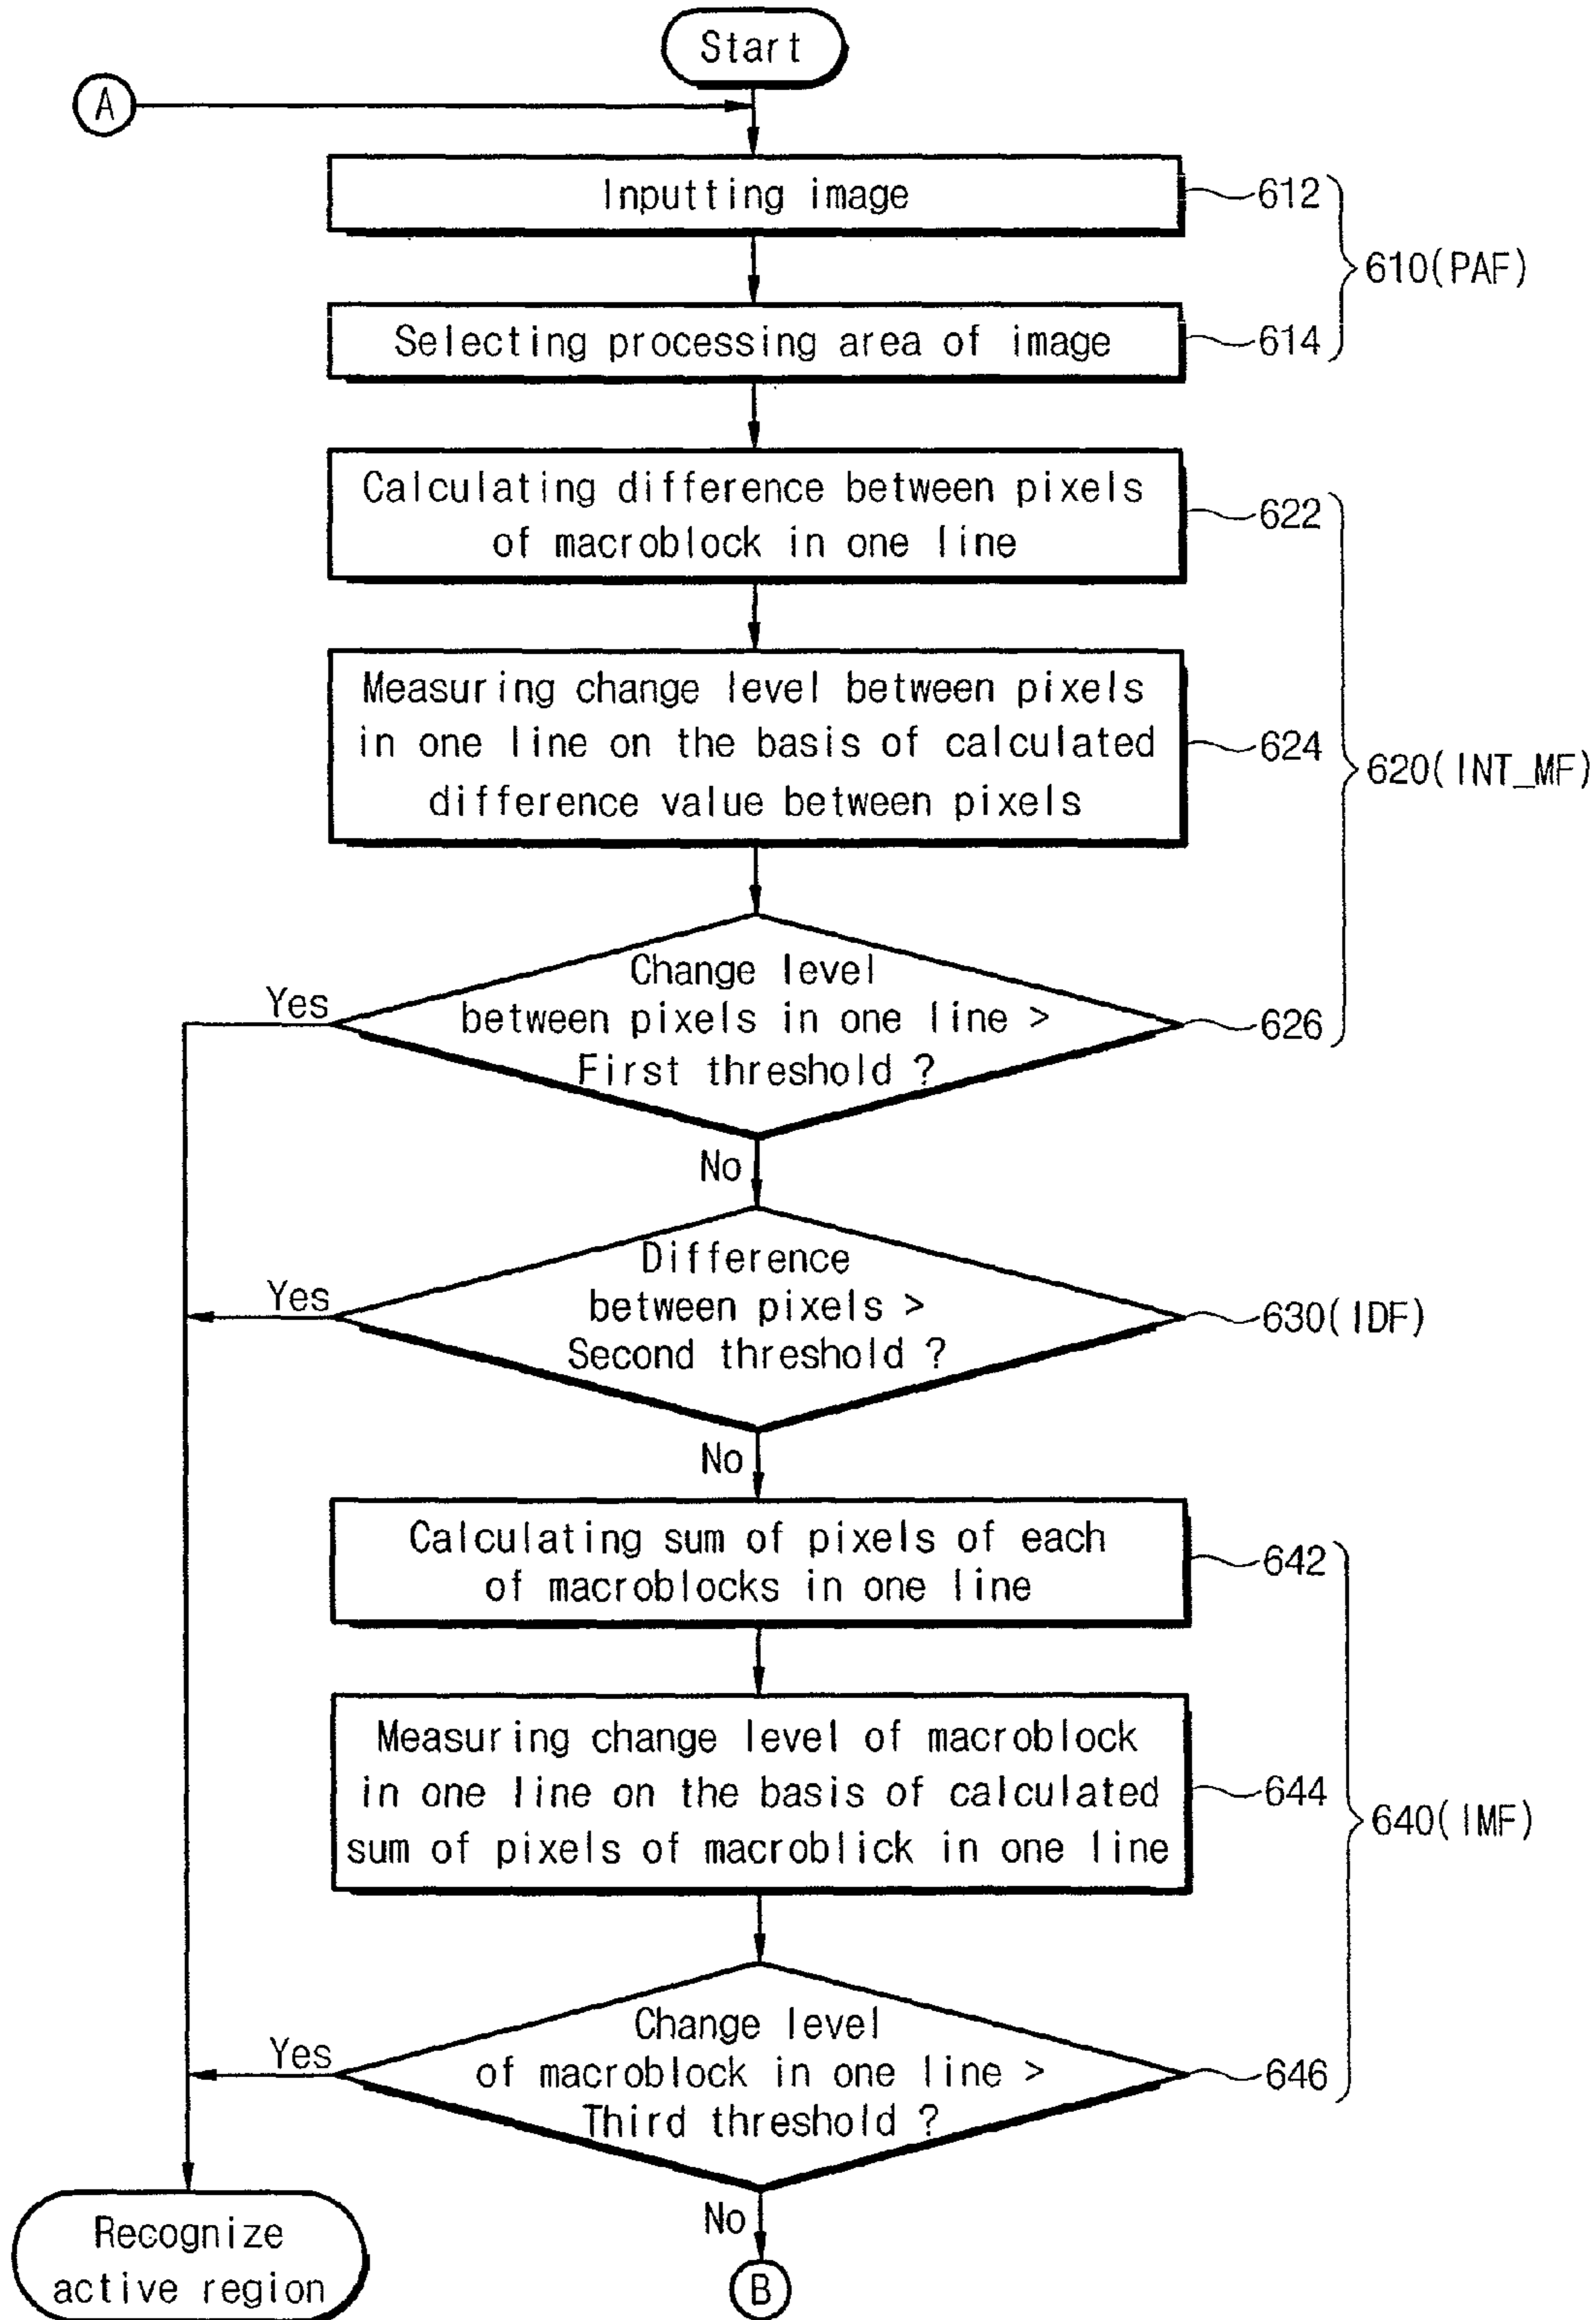 Start
A
Inputting image
612
610(PAF)
Selecting processing area of image
614
Calculating difference between pixels
of macroblock in one line
622
Measuring change level between pixels
in one line on the basis of calculated
difference value between pixels
624
620(INT_MF)
Change level
between pixels in one line >
First threshold ?
Yes
626
No
Difference
between pixels >
Second threshold ?
Yes
630(IDF)
No
Calculating sum of pixels of each
of macroblocks in one line
642
Measuring change level of macroblock
in one line on the basis of calculated
sum of pixels of macroblick in one line
644
640(IMF)
Change level
of macroblock in one line >
Third threshold ?
Yes
646
No
Recognize
active region
B